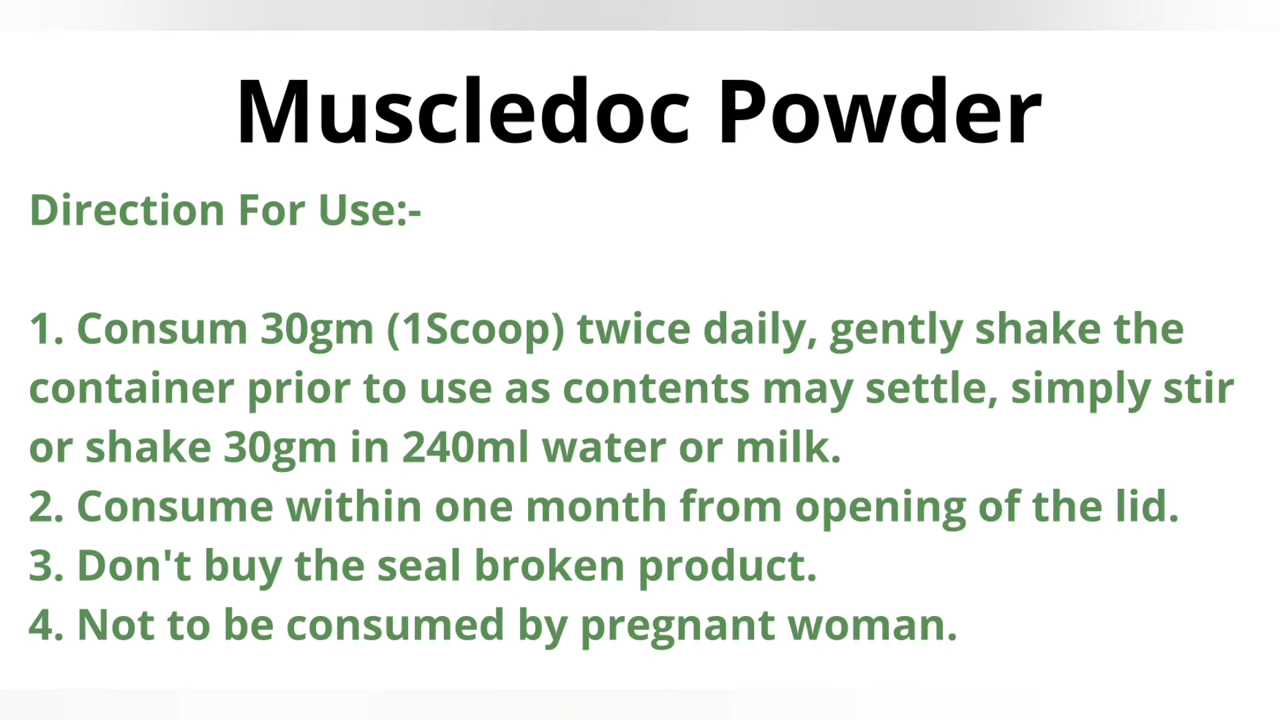 Muscledoc Powder
Direction For Use:-
1. Consum 30gm (1Scoop) twice daily, gently shake the
container prior to use as contents may settle, simply stir
or shake 30gm in 240ml water or milk.
2. Consume within one month from opening of the lid.
3. Don't buy the seal broken product.
4. Not to be consumed by pregnant woman.